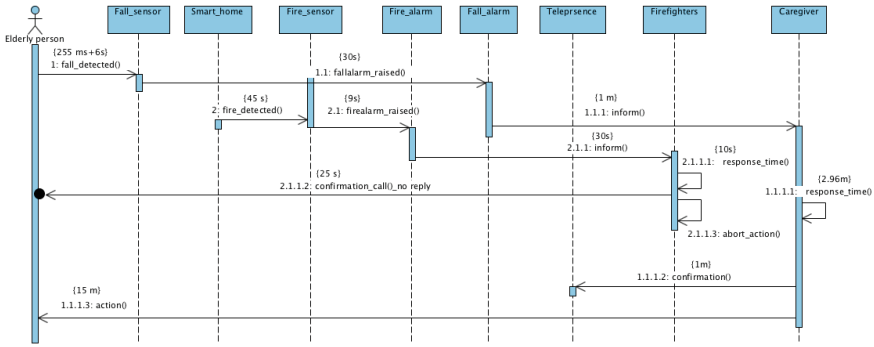 Fall_sensor Smart_home Fire_sensor Fire_alarm Fall_alarm Teleprsence Firefighters Caregiver
Elderly person
{255 ms+6s}
1: fall_detected()
{30s}
1.1: fallalarm_raised()
{45 s}
2: fire_detected()
{9s}
2.1: firealarm_raised()
{1 m}
1.1.1: inform()
{30s}
2.1.1: inform()
{10s}
2.1.1.1: response_time()
{25 s}
2.1.1.2: confirmation_call()_no reply
{2.96m}
1.1.1.1: response_time()
2.1.1.3: abort_action()
{1m}
1.1.1.2: confirmation()
{15 m}
1.1.1.3: action()